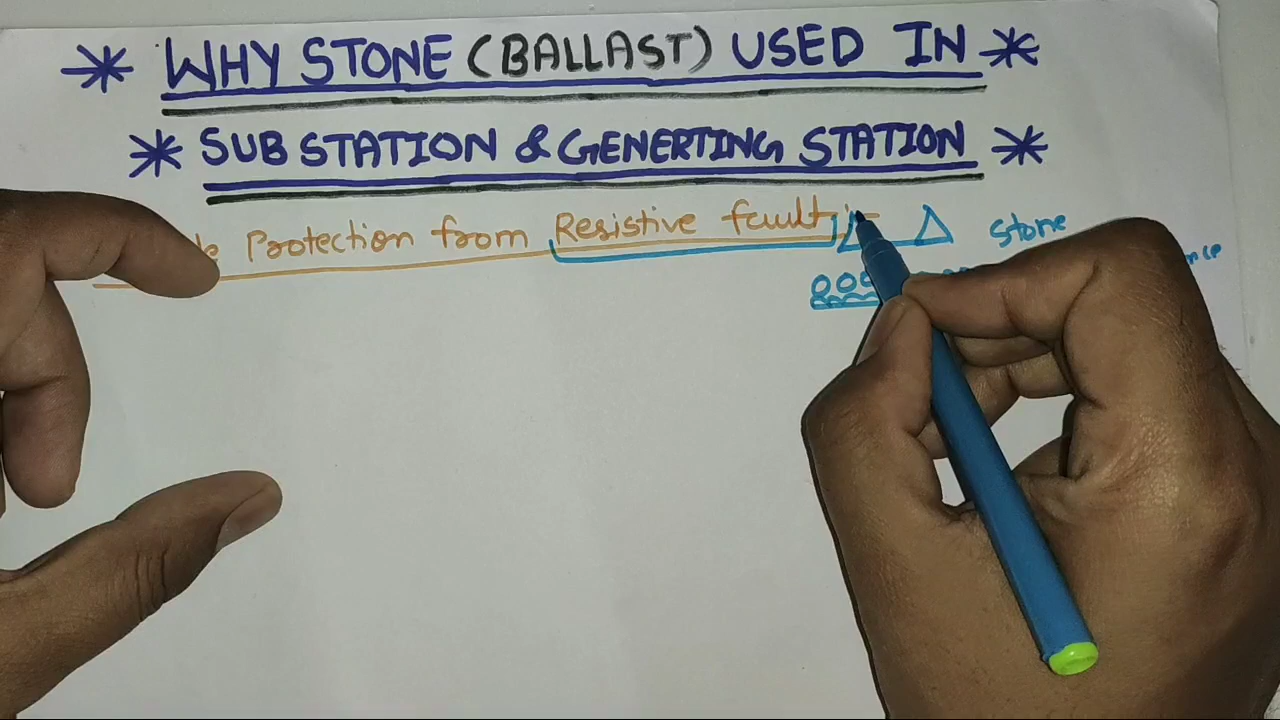 * WHY STONE (BALLAST) USED IN *
* SUB STATION & GENERTING STATION *
Protection from Resistive fault
Stone